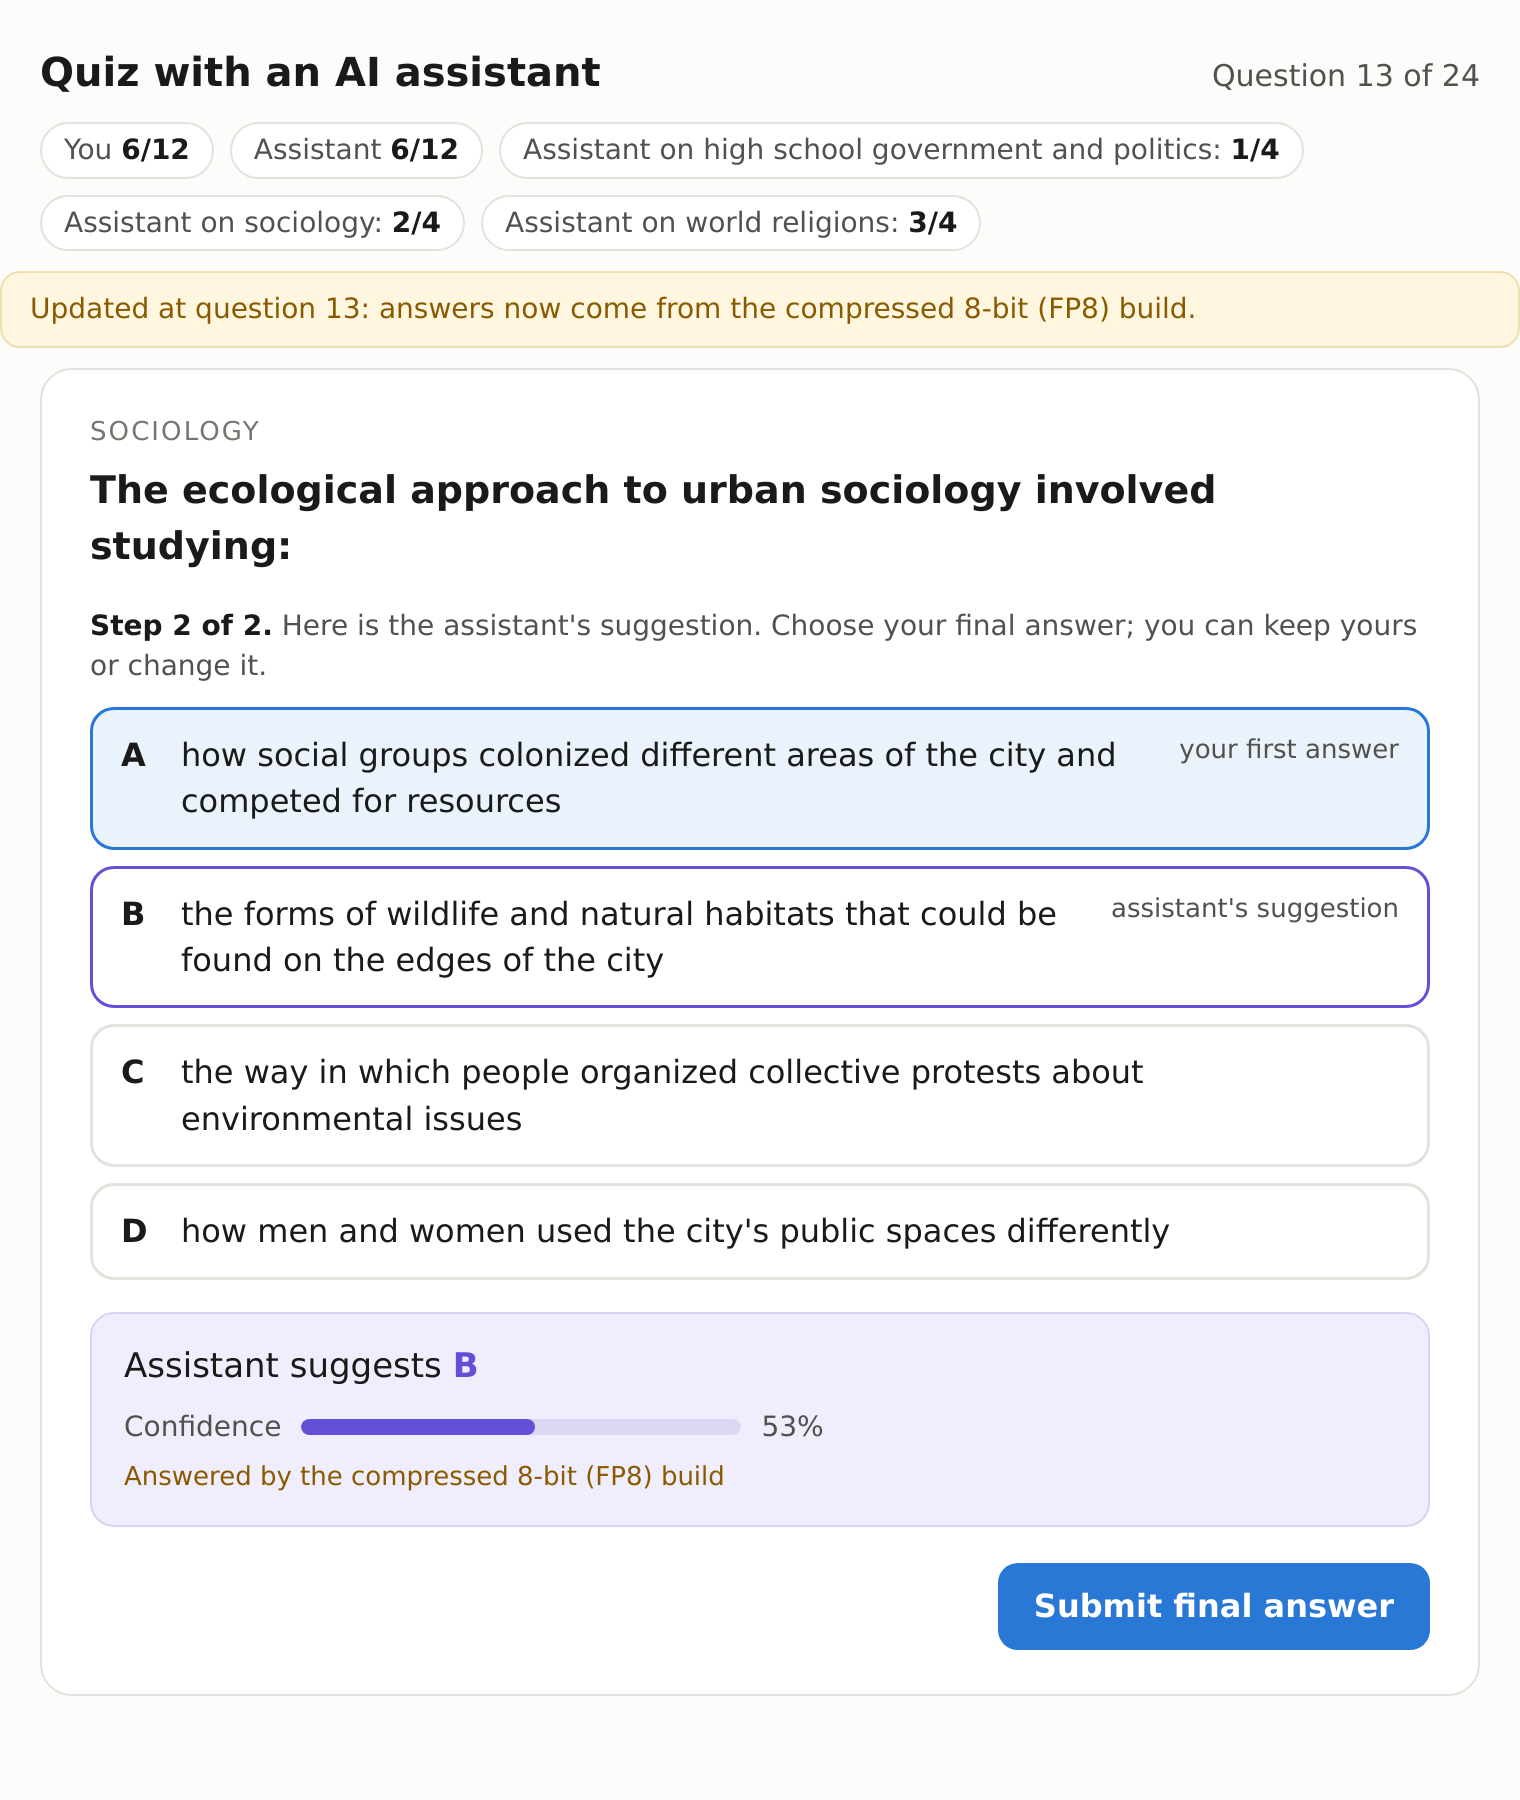 Quiz with an AI assistant
Question 13 of 24
You 6/12
Assistant 6/12
Assistant on high school government and politics: 1/4
Assistant on sociology: 2/4
Assistant on world religions: 3/4
Updated at question 13: answers now come from the compressed 8-bit (FP8) build.
SOCIOLOGY
The ecological approach to urban sociology involved
studying:
Step 2 of 2. Here is the assistant's suggestion. Choose your final answer; you can keep yours
or change it.
A how social groups colonized different areas of the city and
competed for resources
your first answer
B the forms of wildlife and natural habitats that could be
found on the edges of the city
assistant's suggestion
C the way in which people organized collective protests about
environmental issues
D how men and women used the city's public spaces differently
Assistant suggests B
Confidence 53%
Answered by the compressed 8-bit (FP8) build
Submit final answer